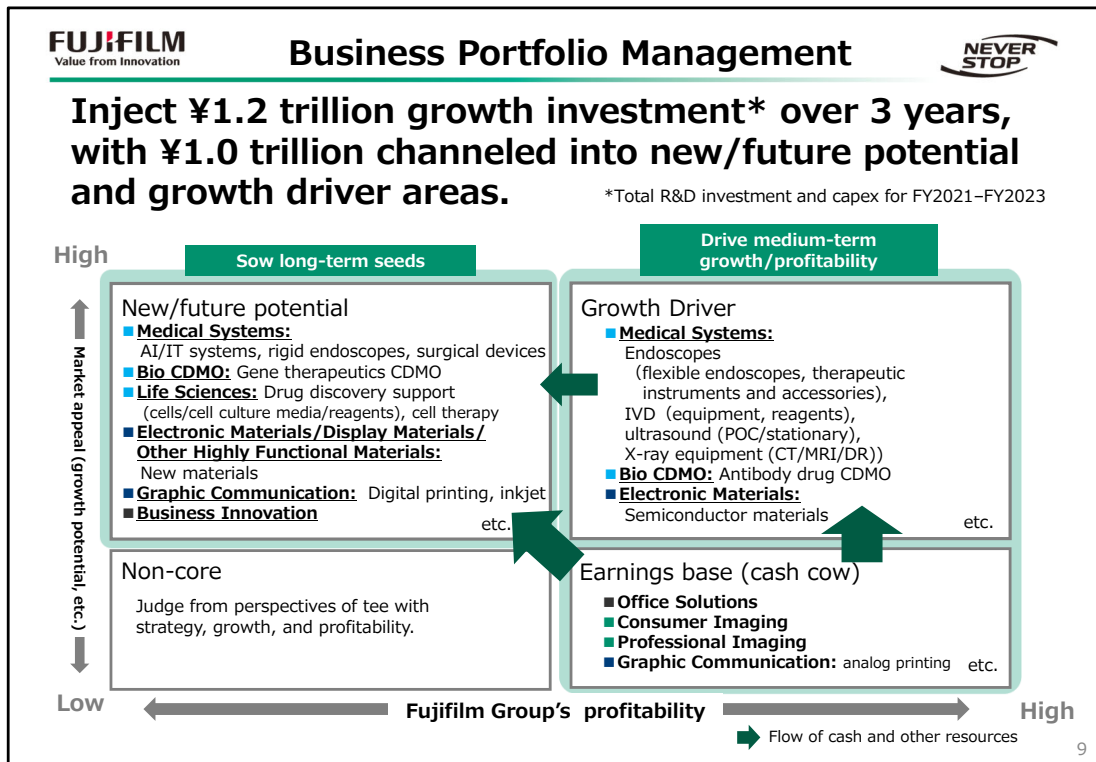 FUJIFILM
Value from Innovation
Business Portfolio Management
NEVER
STOP
Inject ¥1.2 trillion growth investment* over 3 years,
with ¥1.0 trillion channeled into new/future potential
and growth driver areas.
*Total R&D investment and capex for FY2021–FY2023
High
Sow long-term seeds
Drive medium-term
growth/profitability
Market appeal (growth potential, etc.)
New/future potential
Medical Systems:
AI/IT systems, rigid endoscopes, surgical devices
Bio CDMO: Gene therapeutics CDMO
Life Sciences: Drug discovery support
(cells/cell culture media/reagents), cell therapy
Electronic Materials/Display Materials/
Other Highly Functional Materials:
New materials
Graphic Communication: Digital printing, inkjet
Business Innovation
etc.
Growth Driver
Medical Systems:
Endoscopes
（flexible endoscopes, therapeutic
instruments and accessories),
IVD（equipment, reagents),
ultrasound (POC/stationary),
X-ray equipment (CT/MRI/DR))
Bio CDMO: Antibody drug CDMO
Electronic Materials:
Semiconductor materials
etc.
Non-core
Judge from perspectives of tee with
strategy, growth, and profitability.
Earnings base (cash cow)
Office Solutions
Consumer Imaging
Professional Imaging
Graphic Communication: analog printing
etc.
Low
Fujifilm Group's profitability
High
Flow of cash and other resources
9